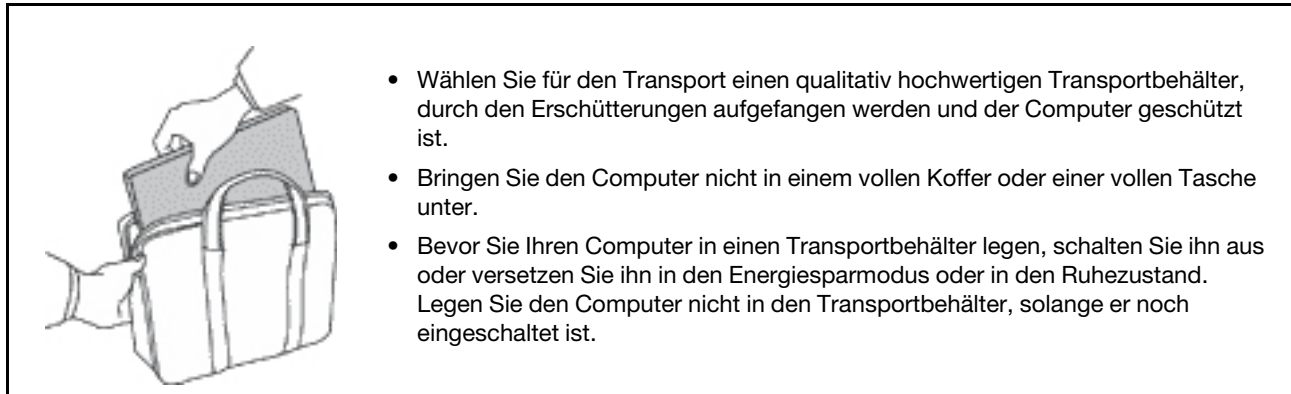 • Wählen Sie für den Transport einen qualitativ hochwertigen Transportbehälter,
durch den Erschütterungen aufgefangen werden und der Computer geschützt
ist.
• Bringen Sie den Computer nicht in einem vollen Koffer oder einer vollen Tasche
unter.
• Bevor Sie Ihren Computer in einen Transportbehälter legen, schalten Sie ihn aus
oder versetzen Sie ihn in den Energiesparmodus oder in den Ruhezustand.
Legen Sie den Computer nicht in den Transportbehälter, solange er noch
eingeschaltet ist.